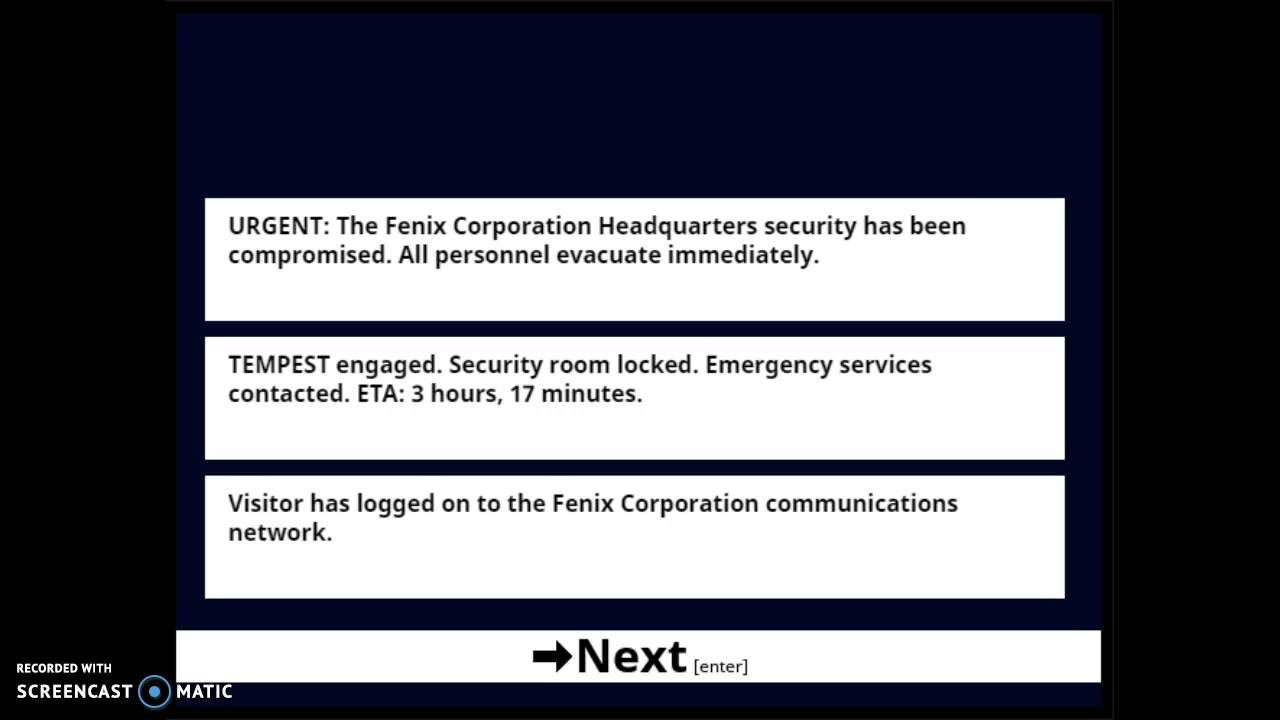 URGENT: The Fenix Corporation Headquarters security has been
compromised. All personnel evacuate immediately.
TEMPEST engaged. Security room locked. Emergency services
contacted. ETA: 3 hours, 17 minutes.
Visitor has logged on to the Fenix Corporation communications
network.
➡Next [enter]
RECORDED WITH
SCREENCAST MATIC